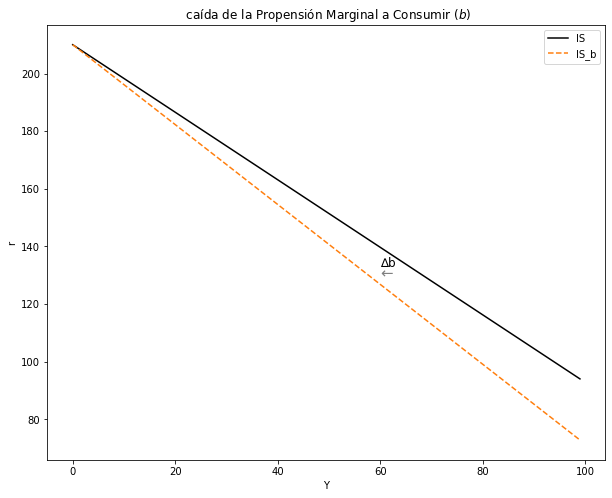 caída de la Propensión Marginal a Consumir (b)
IS
IS_b
200
180
160
140
120
100
80
r
Δb
←
0
20
40
60
80
100
Y